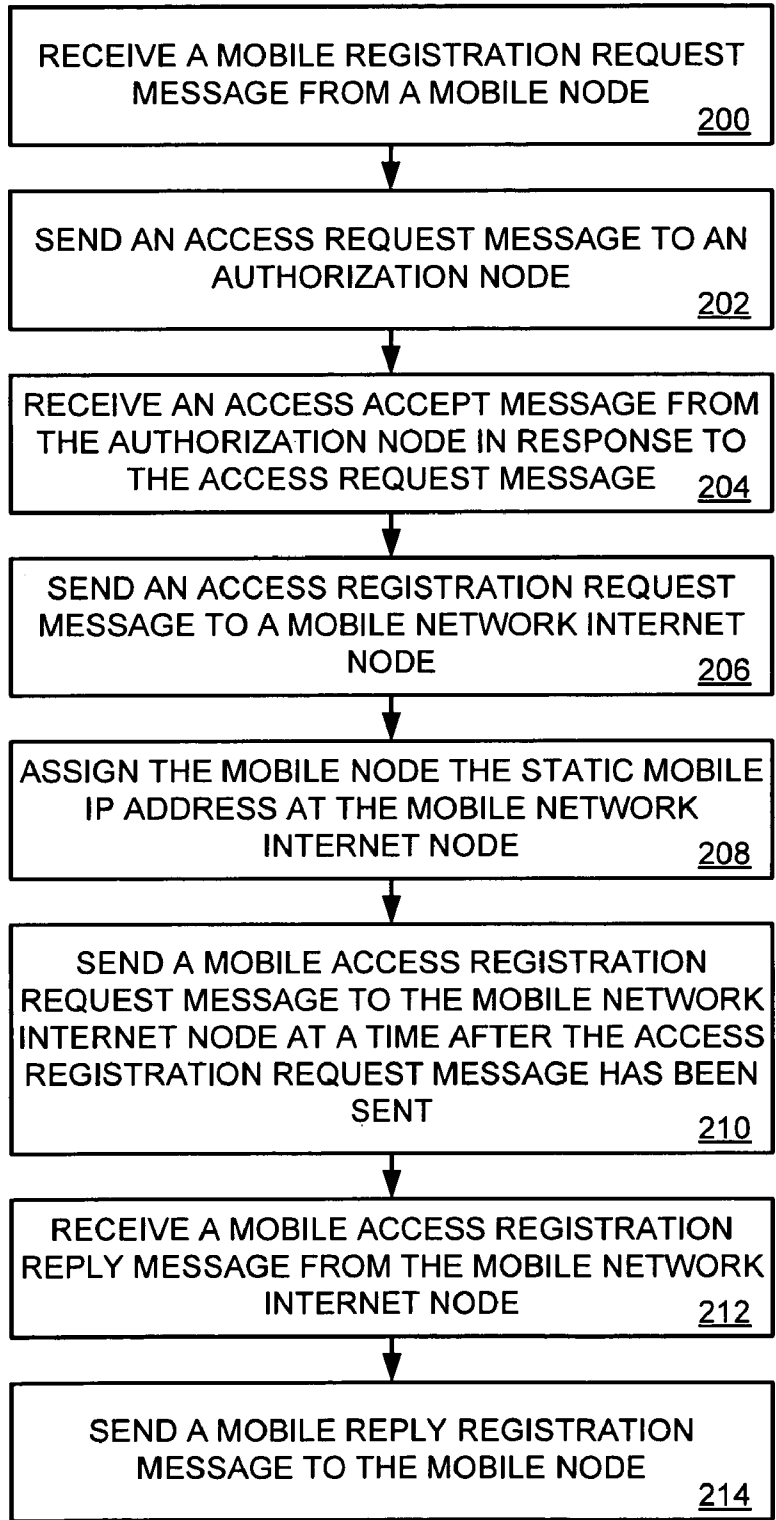 RECEIVE A MOBILE REGISTRATION REQUEST
MESSAGE FROM A MOBILE NODE
200
SEND AN ACCESS REQUEST MESSAGE TO AN
AUTHORIZATION NODE
202
RECEIVE AN ACCESS ACCEPT MESSAGE FROM
THE AUTHORIZATION NODE IN RESPONSE TO
THE ACCESS REQUEST MESSAGE
204
SEND AN ACCESS REGISTRATION REQUEST
MESSAGE TO A MOBILE NETWORK INTERNET
NODE
206
ASSIGN THE MOBILE NODE THE STATIC MOBILE
IP ADDRESS AT THE MOBILE NETWORK
INTERNET NODE
208
SEND A MOBILE ACCESS REGISTRATION
REQUEST MESSAGE TO THE MOBILE NETWORK
INTERNET NODE AT A TIME AFTER THE ACCESS
REGISTRATION REQUEST MESSAGE HAS BEEN
SENT
210
RECEIVE A MOBILE ACCESS REGISTRATION
REPLY MESSAGE FROM THE MOBILE NETWORK
INTERNET NODE
212
SEND A MOBILE REPLY REGISTRATION
MESSAGE TO THE MOBILE NODE
214